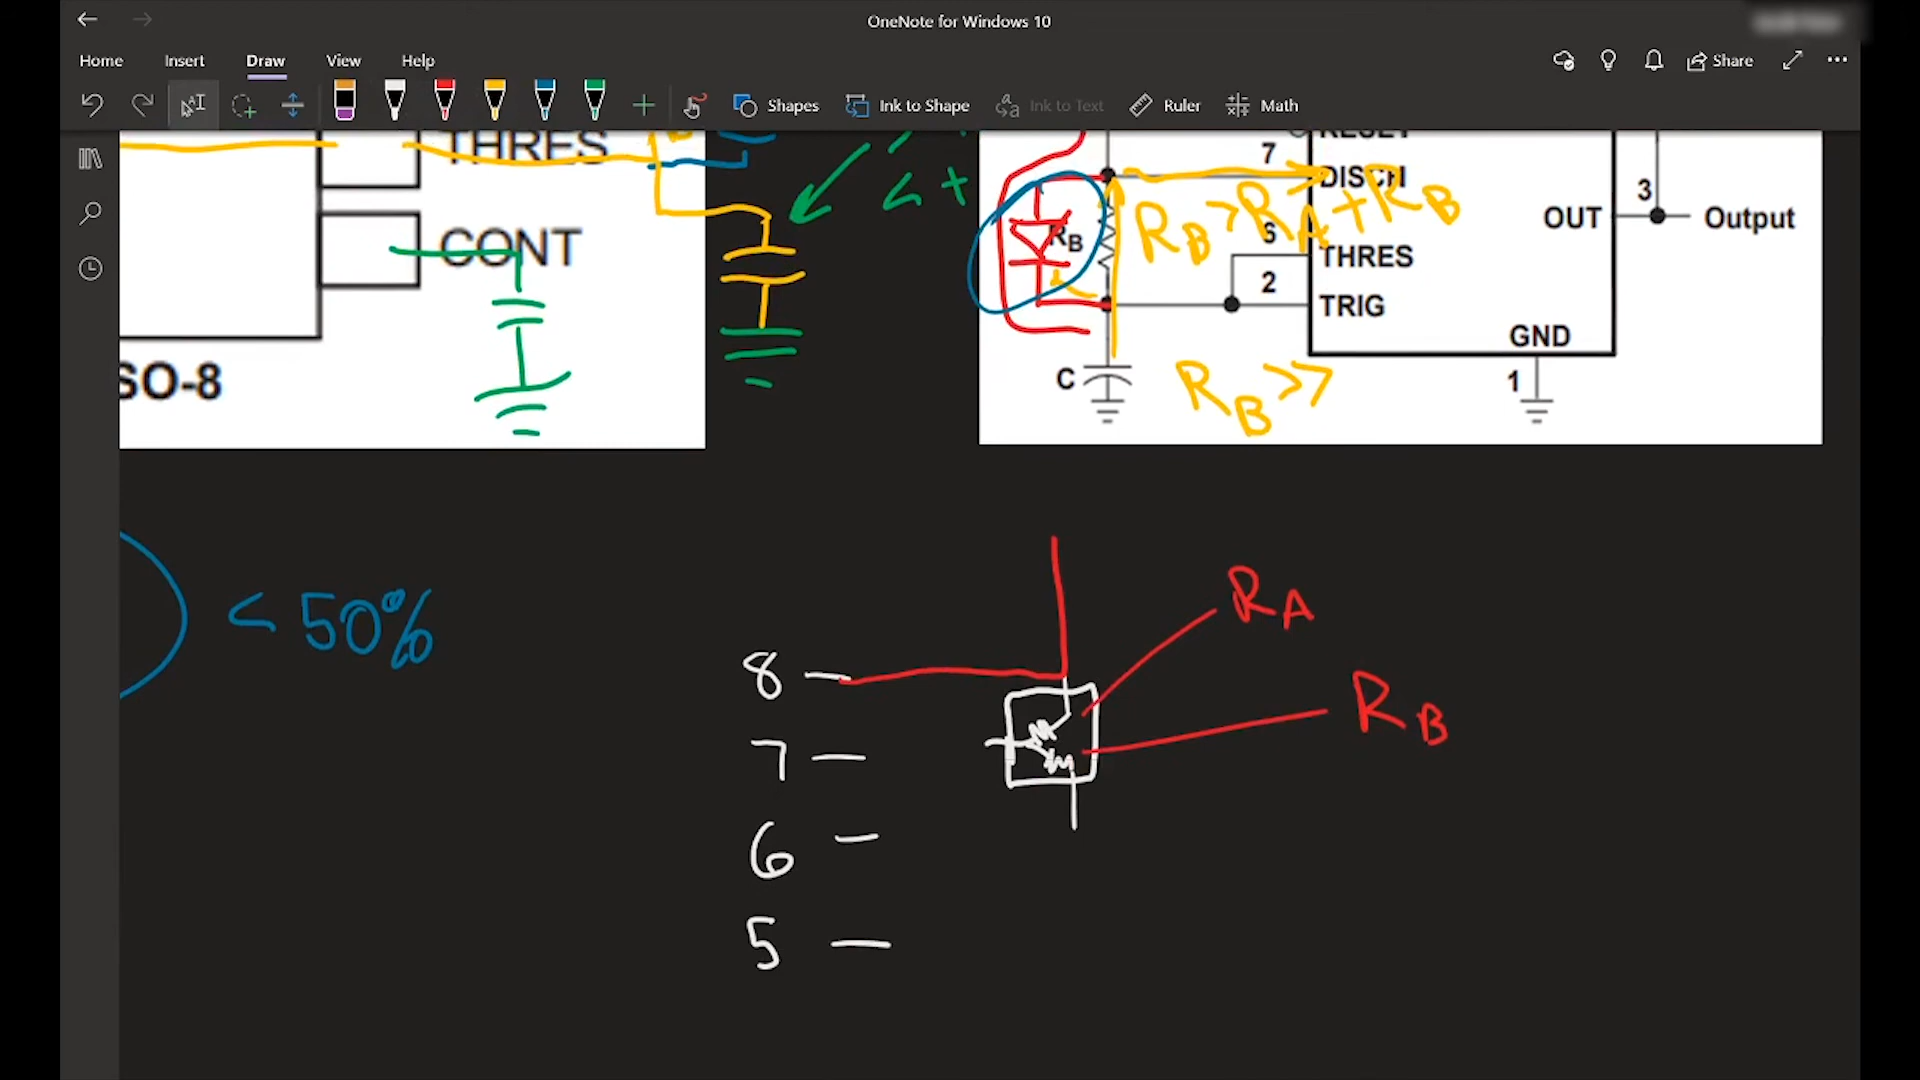 OneNote for Windows 10
Home Insert Draw View Help
Share
Shapes Ink to Shape Ink to Text Ruler Math
THRES
CONT
SO-8
< +
7 DISCH
RB > RA + RB
RB
6 THRES
2 TRIG
OUT 3 Output
GND
1
C
RB >>
RESET
< 50%
RA
RB
8 —
7 —
6 —
5 —